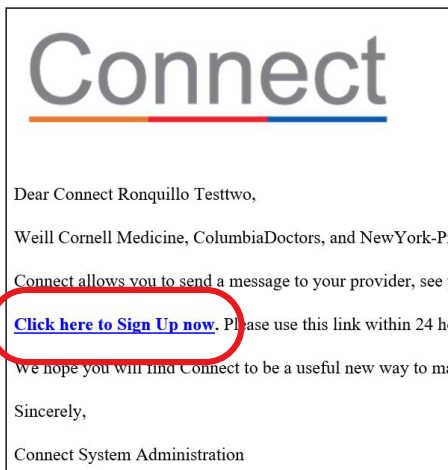 Connect
Dear Connect Ronquillo Testtwo,
Weill Cornell Medicine, ColumbiaDoctors, and NewYork-P
Connect allows you to send a message to your provider, see
Click here to Sign Up now. Please use this link within 24 h
We hope you will find Connect to be a useful new way to ma
Sincerely,
Connect System Administration